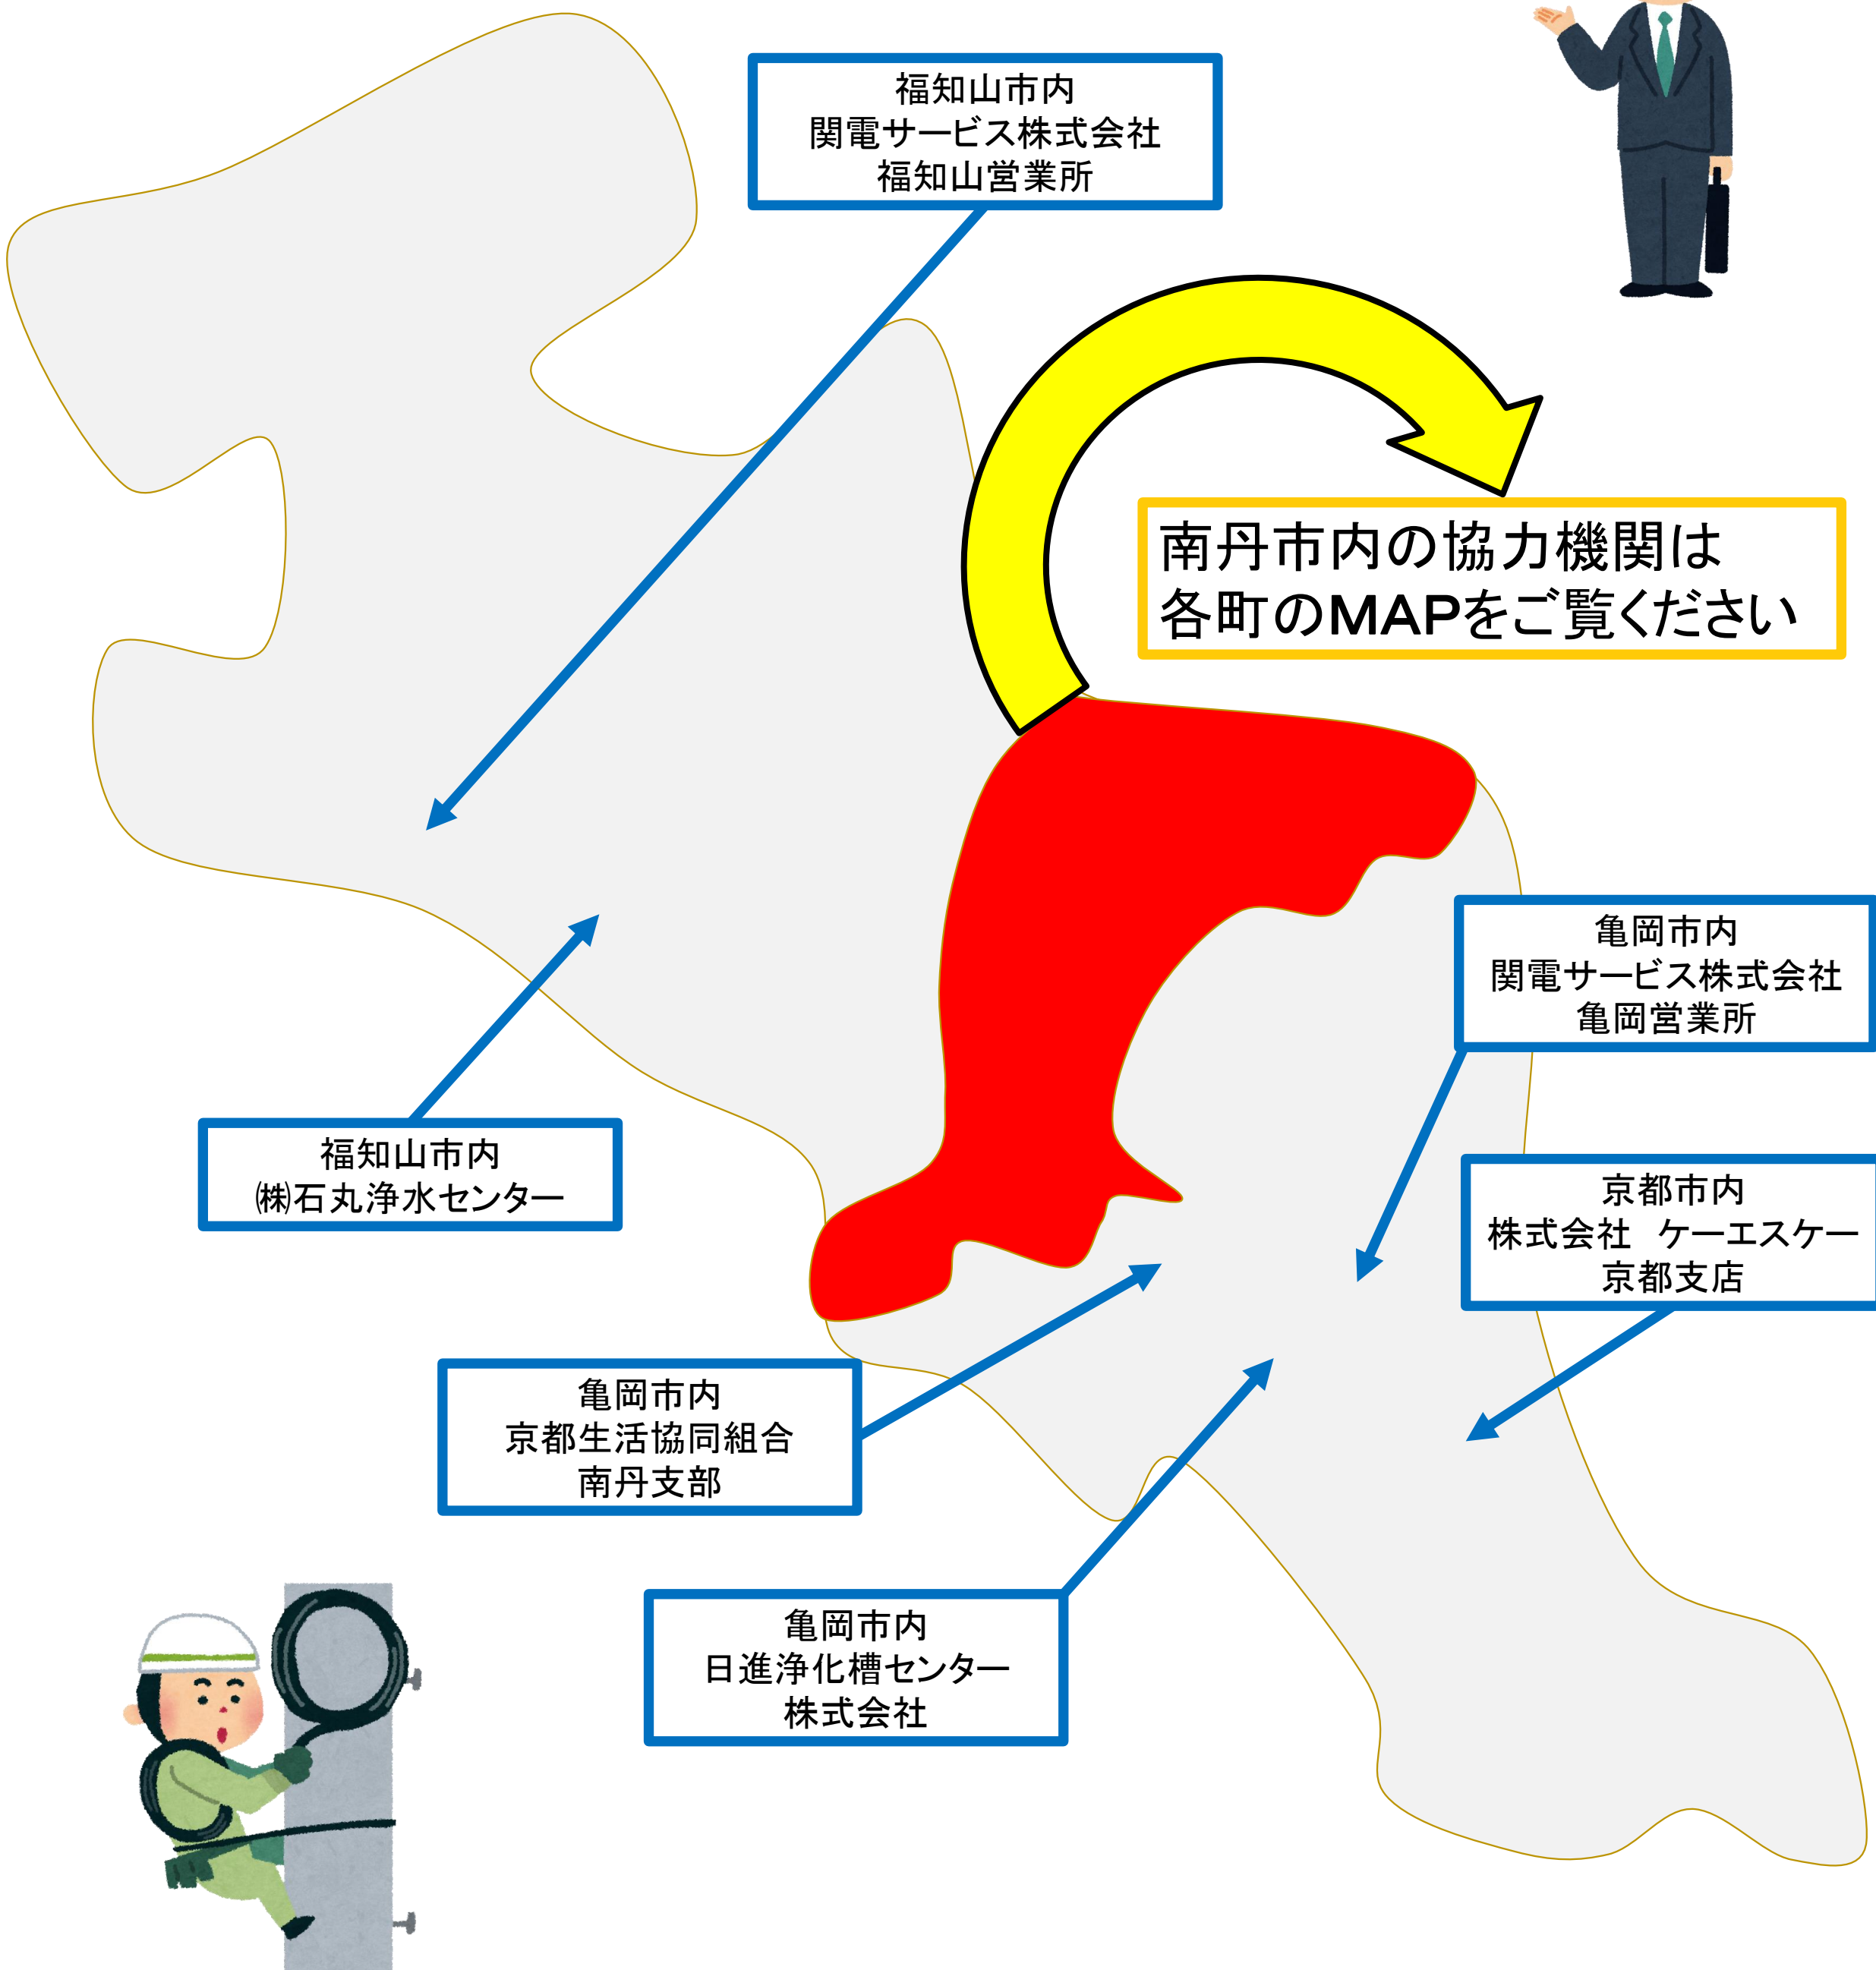 福知山市内
関電サービス株式会社
福知山営業所
南丹市内の協力機関は
各町のMAPをご覧ください
亀岡市内
関電サービス株式会社
亀岡営業所
福知山市内
㈱石丸浄水センター
京都市内
株式会社　ケーエスケー
京都支店
亀岡市内
京都生活協同組合
南丹支部
亀岡市内
日進浄化槽センター
株式会社